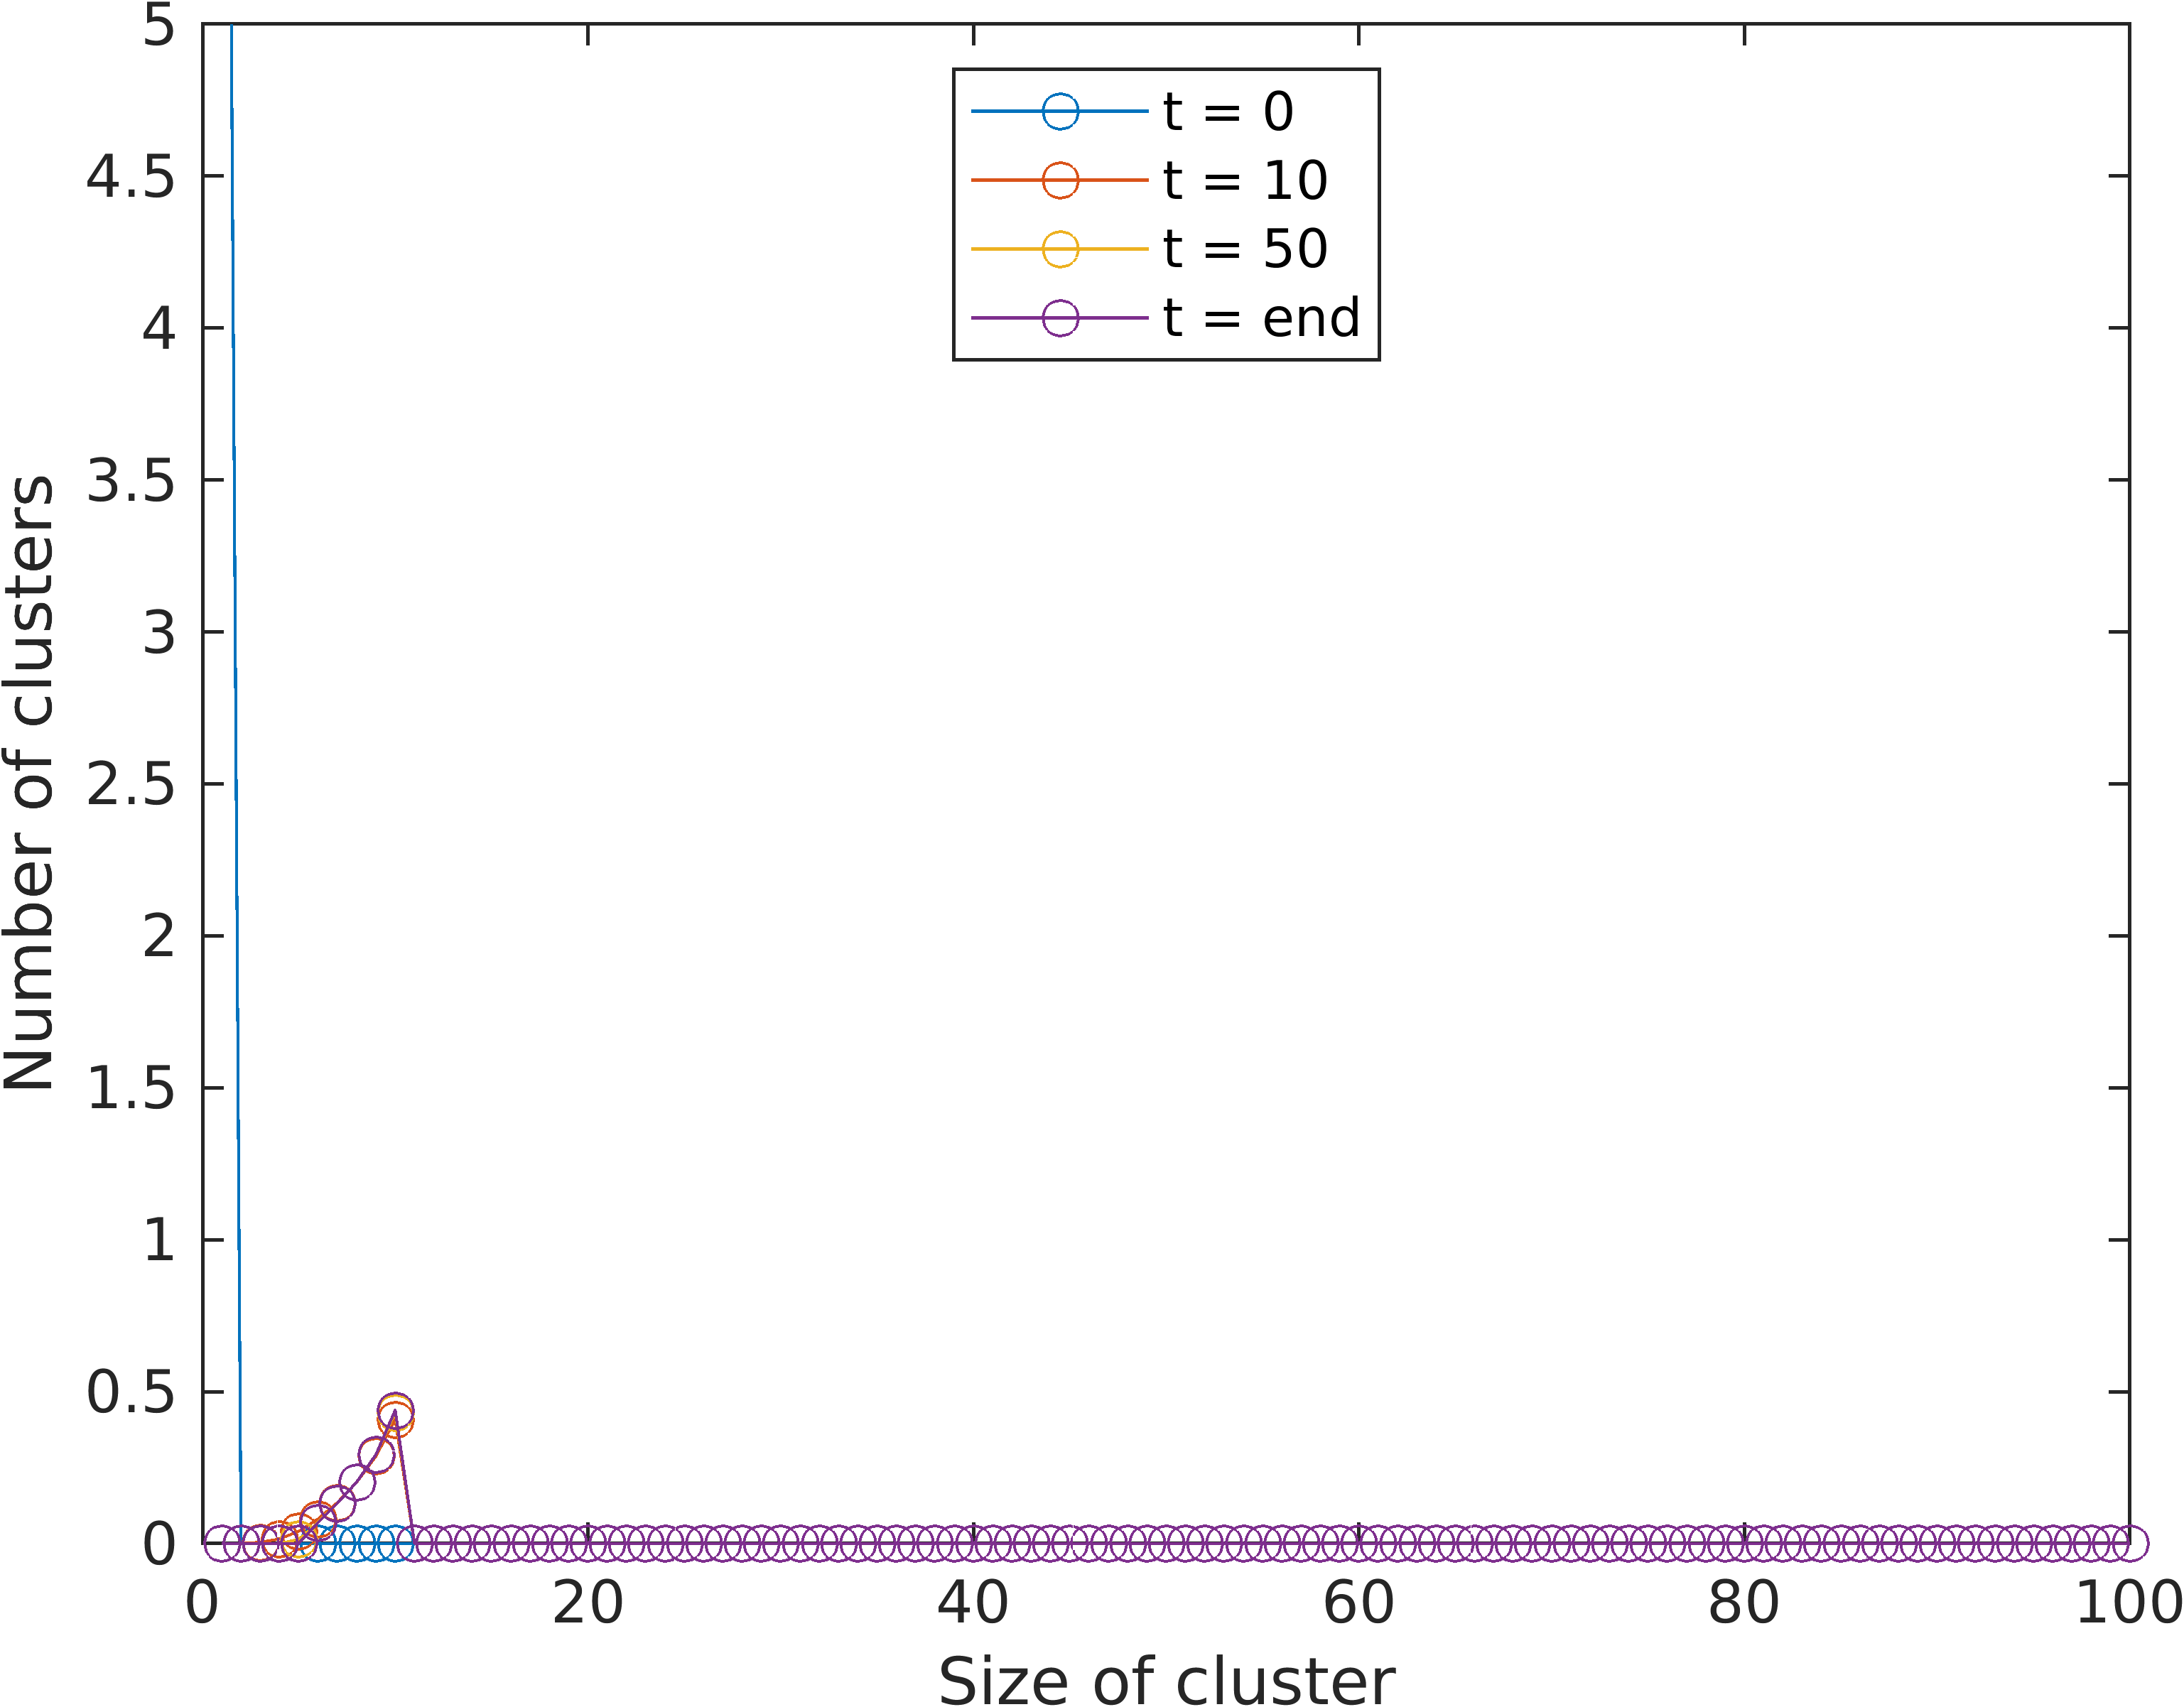 5
4.5
4
3.5
3
2.5
2
1.5
1
0.5
0
Number of clusters
t = 0
t = 10
t = 50
t = end
0 20 40 60 80 100
Size of cluster